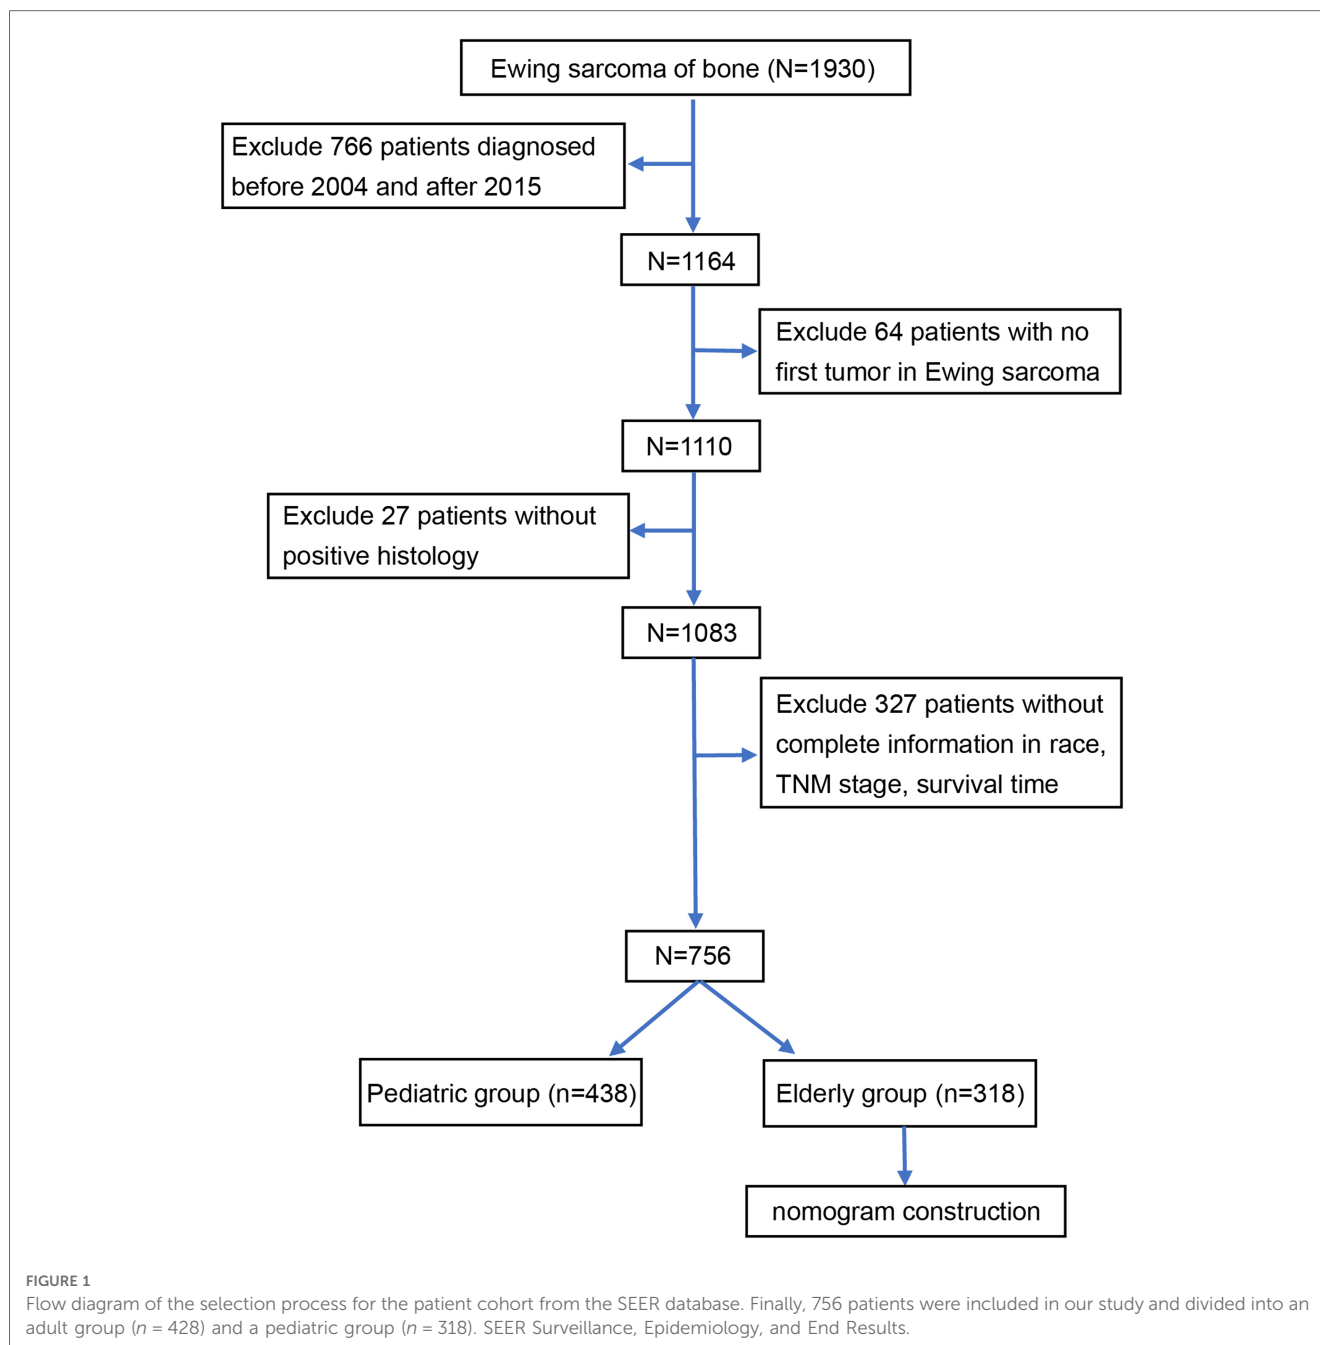 Ewing sarcoma of bone (N=1930)
Exclude 766 patients diagnosed
before 2004 and after 2015
N=1164
Exclude 64 patients with no
first tumor in Ewing sarcoma
N=1110
Exclude 27 patients without
positive histology
N=1083
Exclude 327 patients without
complete information in race,
TNM stage, survival time
N=756
Pediatric group (n=438)
Elderly group (n=318)
nomogram construction
FIGURE 1
Flow diagram of the selection process for the patient cohort from the SEER database. Finally, 756 patients were included in our study and divided into an
adult group (n = 428) and a pediatric group (n = 318). SEER Surveillance, Epidemiology, and End Results.